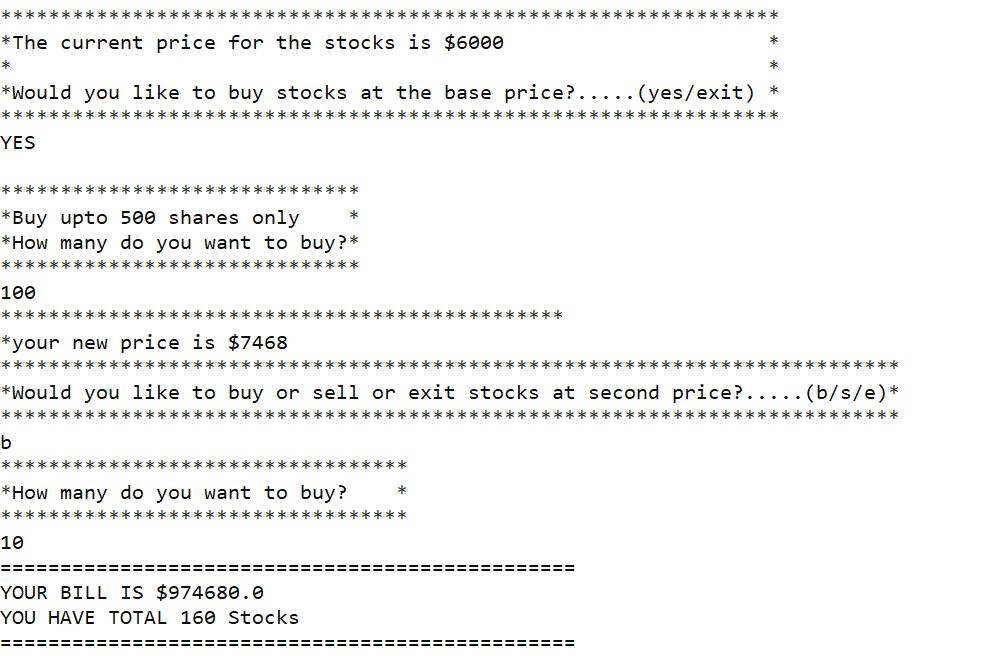 *****************************************************************
*The current price for the stocks is $6000                      *
*                                                               *
*Would you like to buy stocks at the base price?.....(yes/exit) *
*****************************************************************
YES

******************************
*Buy upto 500 shares only    *
*How many do you want to buy?*
******************************
100
***********************************************
*your new price is $7468
***************************************************************************
*Would you like to buy or sell or exit stocks at second price?.....(b/s/e)*
***************************************************************************
b
**********************************
*How many do you want to buy?    *
**********************************
10
================================================
YOUR BILL IS $974680.0
YOU HAVE TOTAL 160 Stocks
================================================